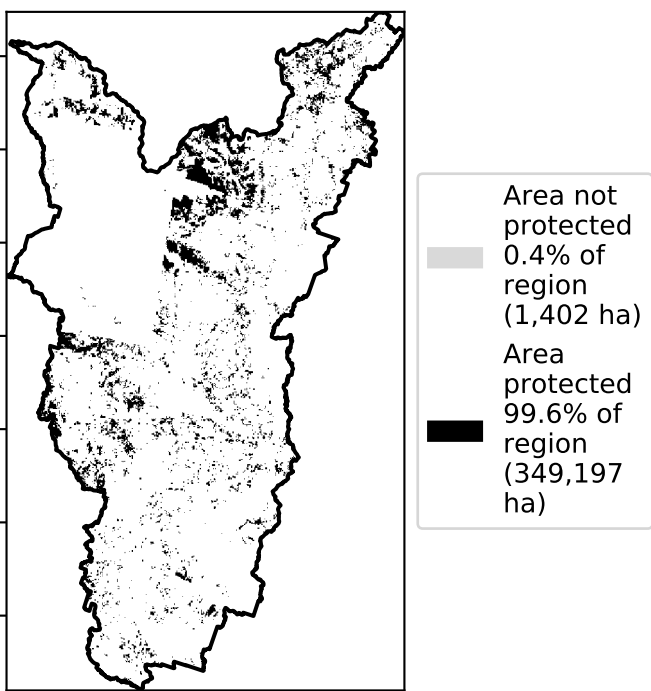 Area not
protected
0.4% of
region
(1,402 ha)
Area
protected
99.6% of
region
(349,197
ha)